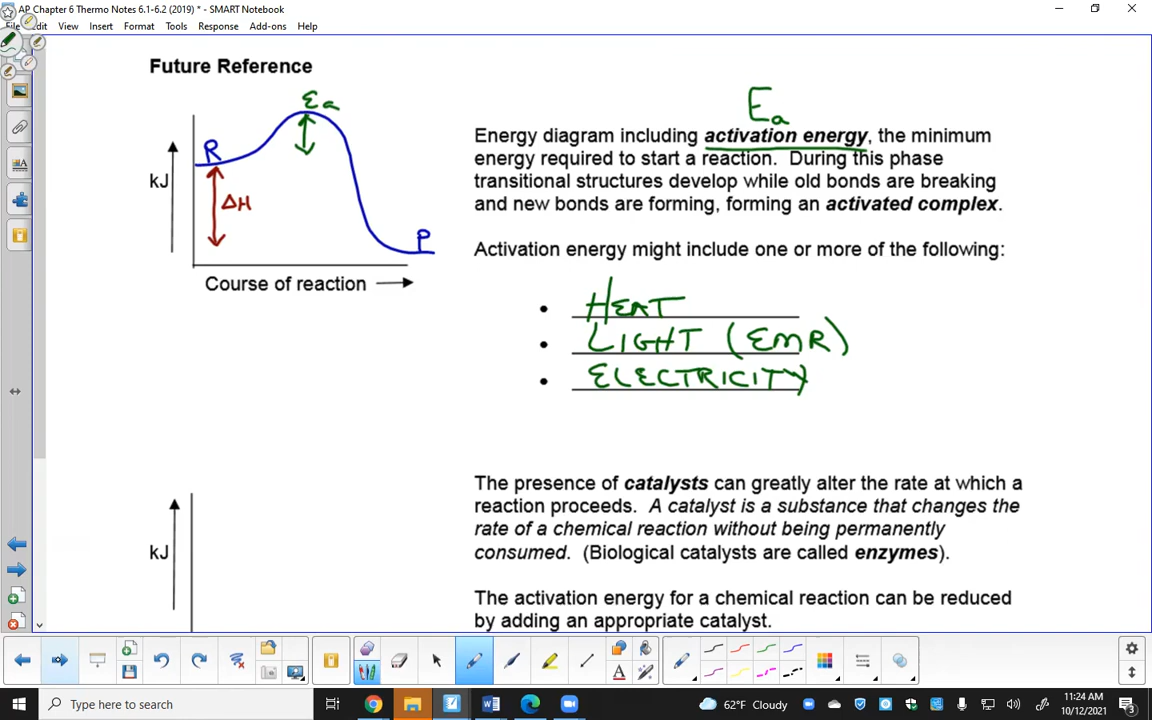 AP Chapter 6 Thermo Notes 6.1-6.2 (2019) * - SMART Notebook
File Edit View Insert Format Tools Response Add-ons Help
Future Reference
Ea
R
kJ
ΔH
P
Course of reaction
Ea
Energy diagram including activation energy, the minimum
energy required to start a reaction. During this phase
transitional structures develop while old bonds are breaking
and new bonds are forming, forming an activated complex.
Activation energy might include one or more of the following:
• HEAT
• LIGHT (EMR)
• ELECTRICITY
kJ
The presence of catalysts can greatly alter the rate at which a
reaction proceeds. A catalyst is a substance that changes the
rate of a chemical reaction without being permanently
consumed. (Biological catalysts are called enzymes).
The activation energy for a chemical reaction can be reduced
by adding an appropriate catalyst.
Type here to search
62°F Cloudy
11:24 AM
10/12/2021
3